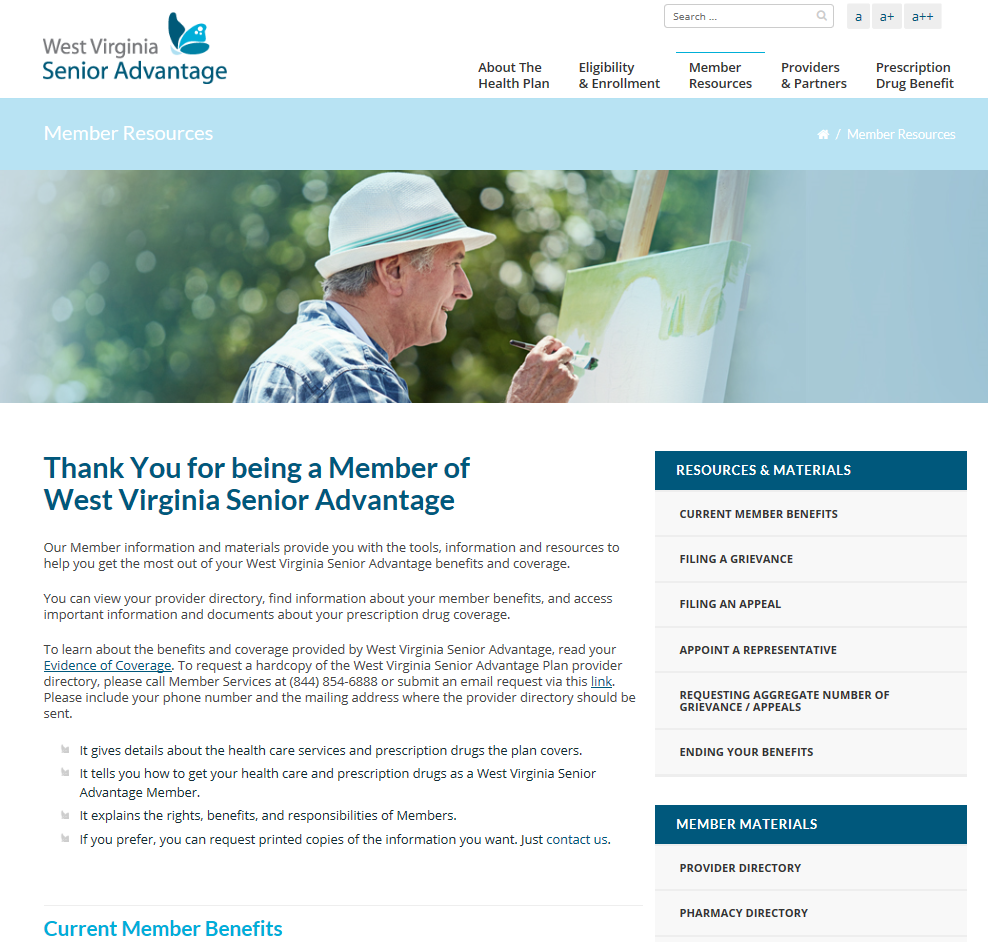 West Virginia
Senior Advantage
Search ...
a a+ a++
About The
Health Plan
Eligibility
& Enrollment
Member
Resources
Providers
& Partners
Prescription
Drug Benefit
Member Resources
/ Member Resources
Thank You for being a Member of
West Virginia Senior Advantage
Our Member information and materials provide you with the tools, information and resources to
help you get the most out of your West Virginia Senior Advantage benefits and coverage.
You can view your provider directory, find information about your member benefits, and access
important information and documents about your prescription drug coverage.
To learn about the benefits and coverage provided by West Virginia Senior Advantage, read your
Evidence of Coverage. To request a hardcopy of the West Virginia Senior Advantage Plan provider
directory, please call Member Services at (844) 854-6888 or submit an email request via this link.
Please include your phone number and the mailing address where the provider directory should be
sent.
It gives details about the health care services and prescription drugs the plan covers.
It tells you how to get your health care and prescription drugs as a West Virginia Senior
Advantage Member.
It explains the rights, benefits, and responsibilities of Members.
If you prefer, you can request printed copies of the information you want. Just contact us.
Current Member Benefits
RESOURCES & MATERIALS
CURRENT MEMBER BENEFITS
FILING A GRIEVANCE
FILING AN APPEAL
APPOINT A REPRESENTATIVE
REQUESTING AGGREGATE NUMBER OF
GRIEVANCE / APPEALS
ENDING YOUR BENEFITS
MEMBER MATERIALS
PROVIDER DIRECTORY
PHARMACY DIRECTORY